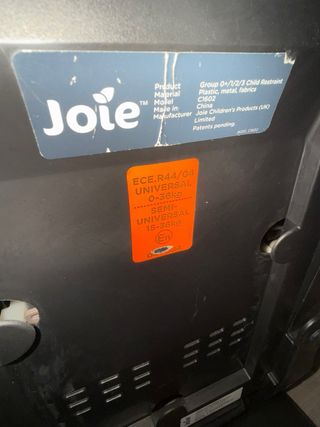 Joie™
Product Group 0+/1/2/3 Child Restraint
Material Plastic, metal, fabrics
Model C1602
Made in China
Manufacturer Joie Children's Products (UK)
Limited
Patents pending
ECE.R44/04
UNIVERSAL
0-36kg
SEMI-
UNIVERSAL
15-36kg